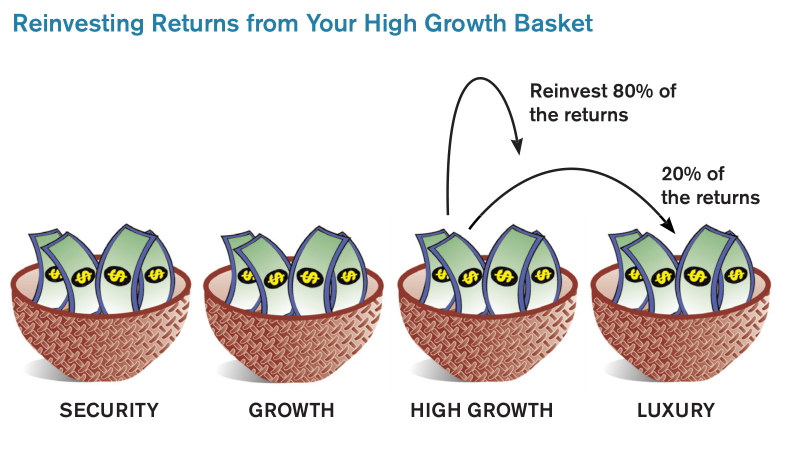 Reinvesting Returns from Your High Growth Basket
Reinvest 80% of
the returns
20% of
the returns
$ $ $ $ $ $ $ $ $ $ $ $ $ $ $ $
SECURITY GROWTH HIGH GROWTH LUXURY